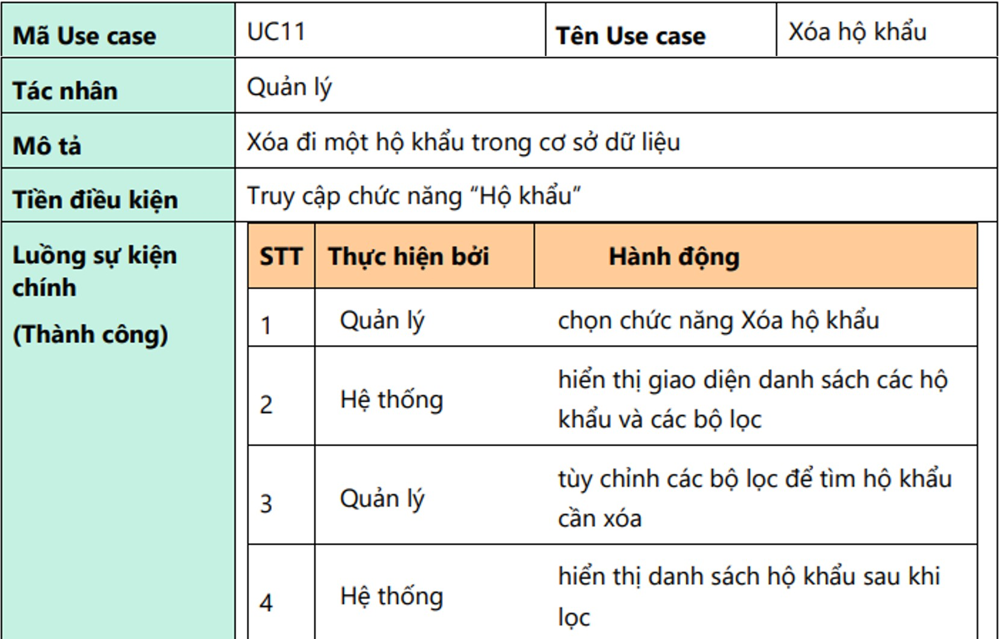 Mã Use case UC11 Tên Use case Xóa hộ khẩu
Tác nhân Quản lý
Mô tả Xóa đi một hộ khẩu trong cơ sở dữ liệu
Tiền điều kiện Truy cập chức năng “Hộ khẩu”
Luồng sự kiện
chính
(Thành công)
STT Thực hiện bởi Hành động
1 Quản lý chọn chức năng Xóa hộ khẩu
2 Hệ thống hiển thị giao diện danh sách các hộ
khẩu và các bộ lọc
3 Quản lý tùy chỉnh các bộ lọc để tìm hộ khẩu
cần xóa
4 Hệ thống hiển thị danh sách hộ khẩu sau khi
lọc